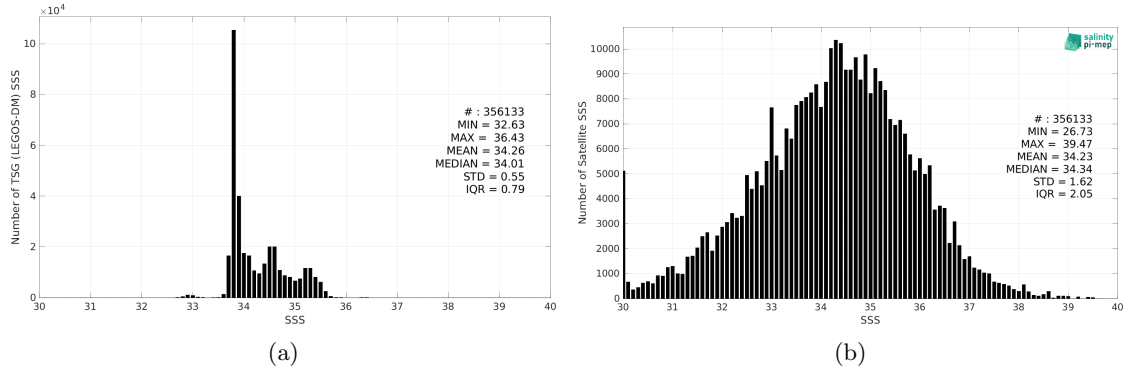 ×10⁴
10
8
6
4
2
0
Number of TSG (LEGOS-DM) SSS
# : 356133
MIN = 32.63
MAX = 36.43
MEAN = 34.26
MEDIAN = 34.01
STD = 0.55
IQR = 0.79
30 31 32 33 34 35 36 37 38 39 40
SSS
(a)
salinity
pi-mep
10000
9000
8000
7000
6000
5000
4000
3000
2000
1000
0
Number of Satellite SSS
# : 356133
MIN = 26.73
MAX = 39.47
MEAN = 34.23
MEDIAN = 34.34
STD = 1.62
IQR = 2.05
30 31 32 33 34 35 36 37 38 39 40
SSS
(b)